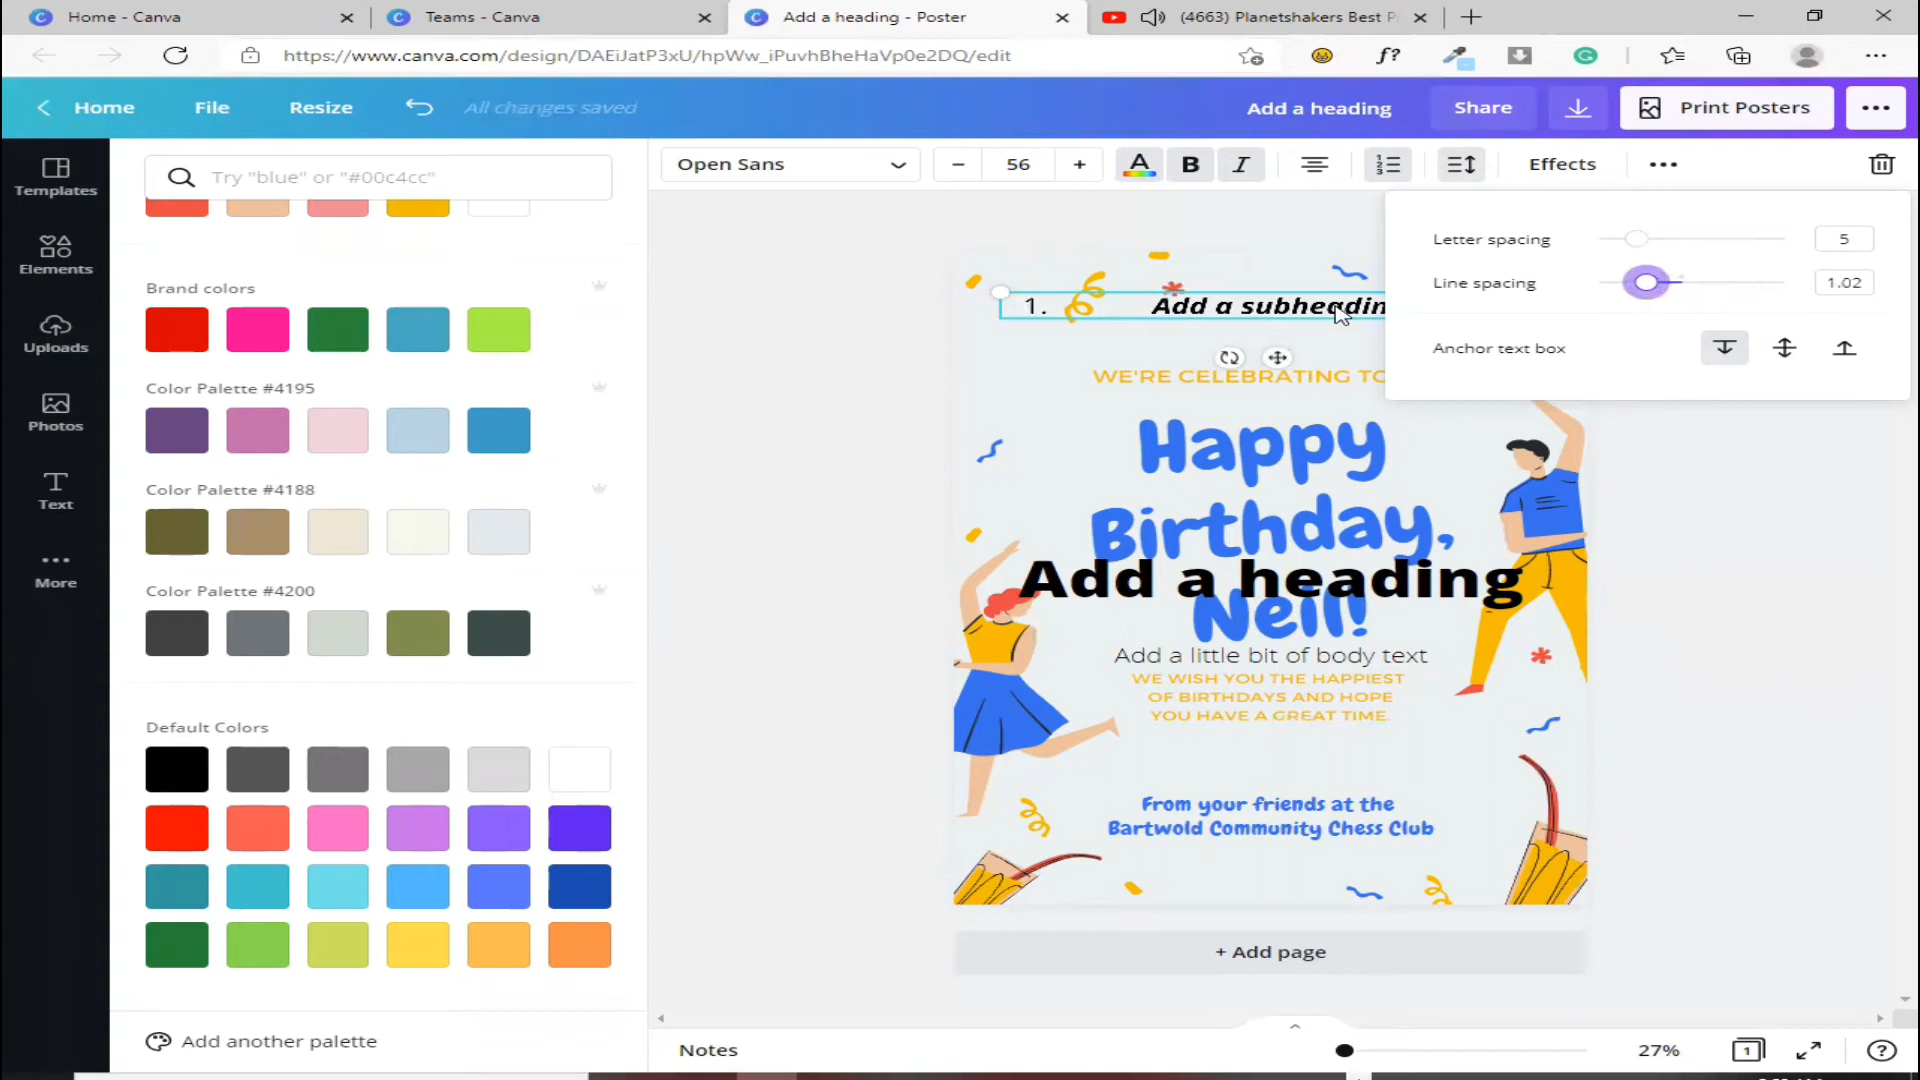 Home - Canva
Teams - Canva
Add a heading - Poster
(4663) Planetshakers Best P
https://www.canva.com/design/DAEiJatP3xU/hpWw_iPuvhBheHaVp0e2DQ/edit
f?
Home
File
Resize
All changes saved
Add a heading
Share
Print Posters
Templates
Elements
Uploads
Photos
Text
More
Try "blue" or "#00c4cc"
Brand colors
Color Palette #4195
Color Palette #4188
Color Palette #4200
Default Colors
Add another palette
Open Sans
56
A
B
I
Effects
Letter spacing
5
Line spacing
1.02
Anchor text box
1. Add a subheadin
WE'RE CELEBRATING TO
Happy
Birthday,
Add a heading
Neil!
Add a little bit of body text
WE WISH YOU THE HAPPIEST
OF BIRTHDAYS AND HOPE
YOU HAVE A GREAT TIME.
From your friends at the
Bartwold Community Chess Club
+ Add page
Notes
27%
1
?